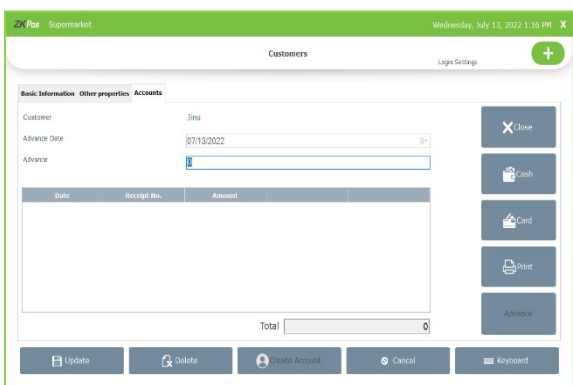 ZKPos Supermarket Wednesday, July 13, 2022 1:16 PM X
Customers
Login Settings
Basic Information Other properties Accounts
Customer Jinu
Advance Date 07/13/2022
Advance 0
Close
Cash
Date Receipt No. Amount
Card
Print
Advance
Total 0
Update Delete Create Account Cancel Keyboard